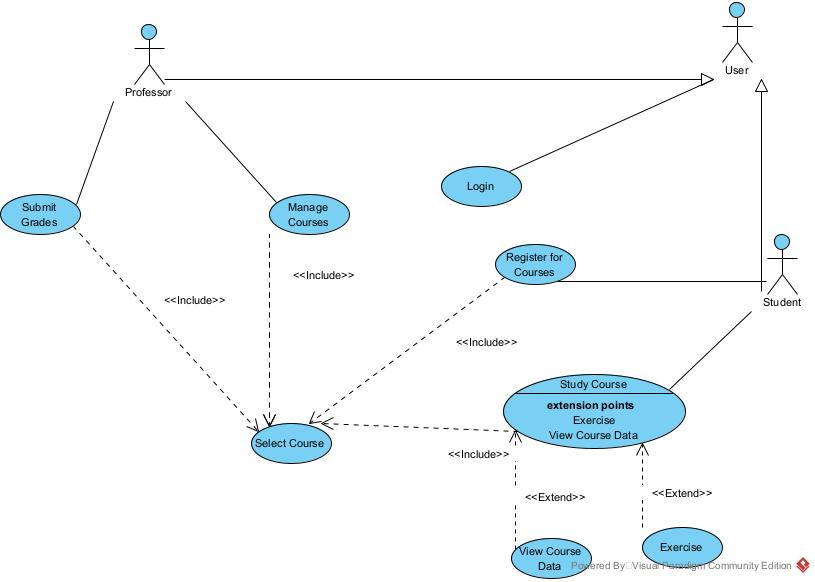 User
Professor
Login
Submit
Grades
Manage
Courses
Register for
Courses
<<Include>>
<<Include>>
Student
<<Include>>
Study Course
extension points
Exercise
View Course Data
Select Course
<<Include>>
<<Extend>>
<<Extend>>
View Course
Data
Exercise
Powered By Visual Paradigm Community Edition